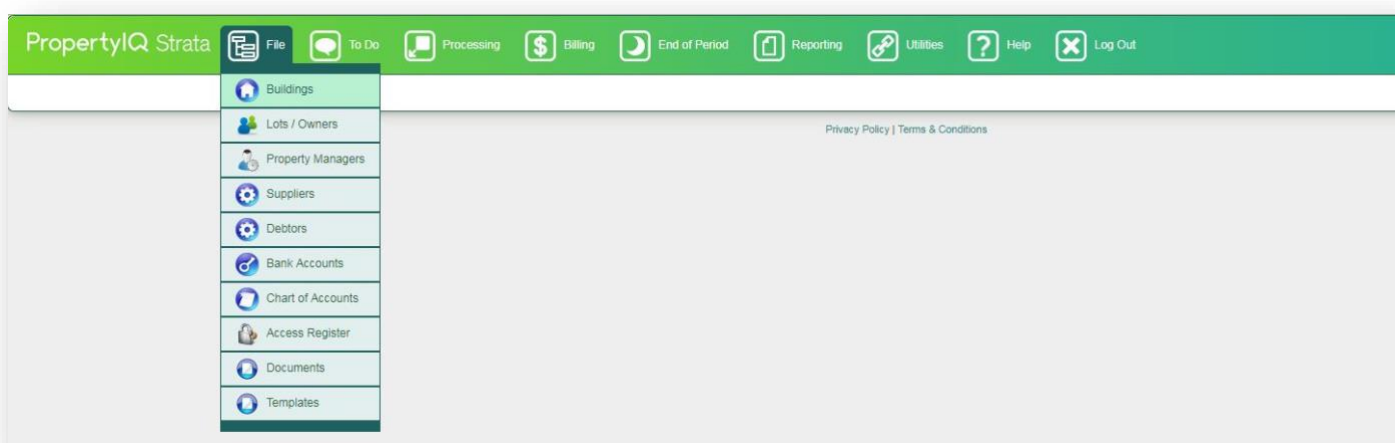 PropertyIQ Strata File To Do Processing Billing End of Period Reporting Utilities Help Log Out
Buildings
Lots / Owners
Privacy Policy | Terms & Conditions
Property Managers
Suppliers
Debtors
Bank Accounts
Chart of Accounts
Access Register
Documents
Templates